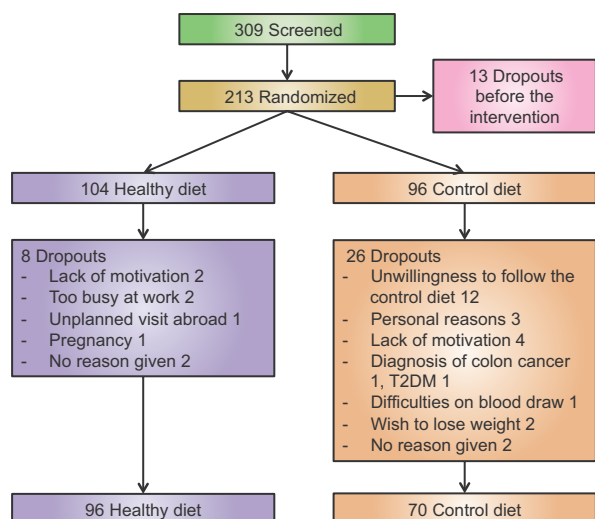 309 Screened
213 Randomized
13 Dropouts
before the
intervention
104 Healthy diet
96 Control diet
8 Dropouts
- Lack of motivation 2
- Too busy at work 2
- Unplanned visit abroad 1
- Pregnancy 1
- No reason given 2
26 Dropouts
- Unwillingness to follow the
control diet 12
- Personal reasons 3
- Lack of motivation 4
- Diagnosis of colon cancer
1, T2DM 1
- Difficulties on blood draw 1
- Wish to lose weight 2
- No reason given 2
96 Healthy diet
70 Control diet